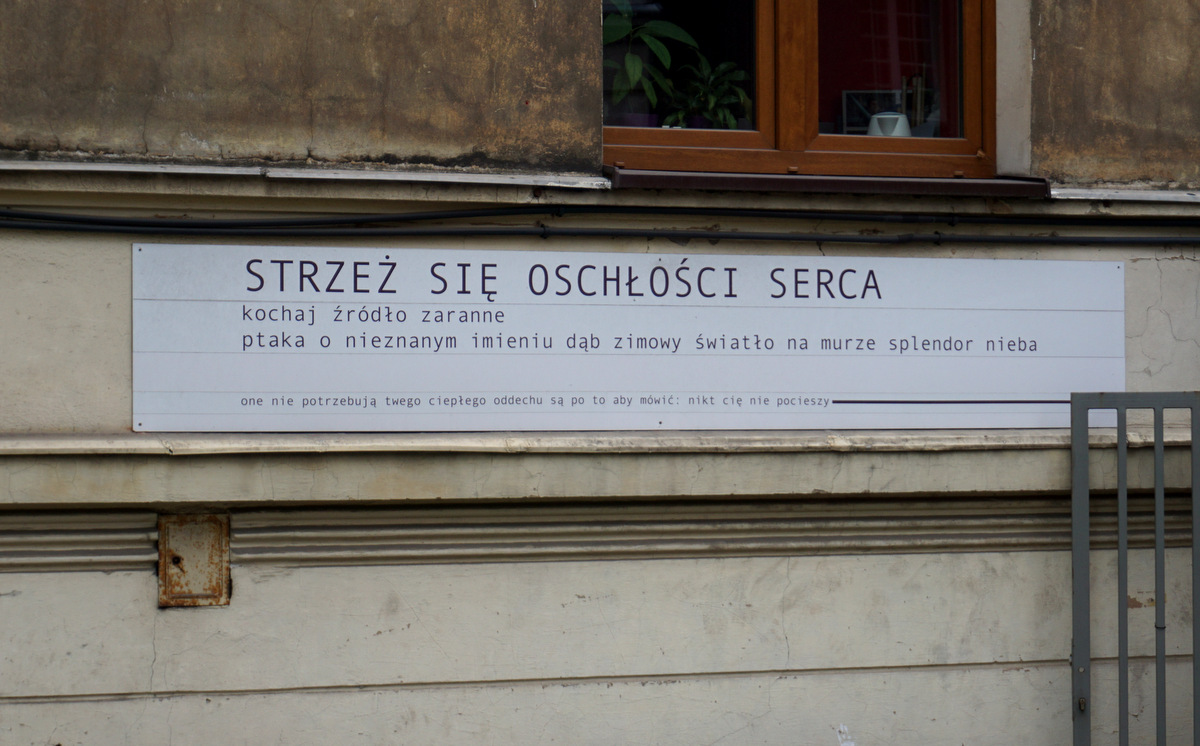 STRZEŻ SIĘ OSCHŁOŚCI SERCA
kochaj źródło zaranne
ptaka o nieznanym imieniu dąb zimowy światło na murze splendor nieba
one nie potrzebują twego ciepłego oddechu są po to aby mówić: nikt cię nie pocieszy